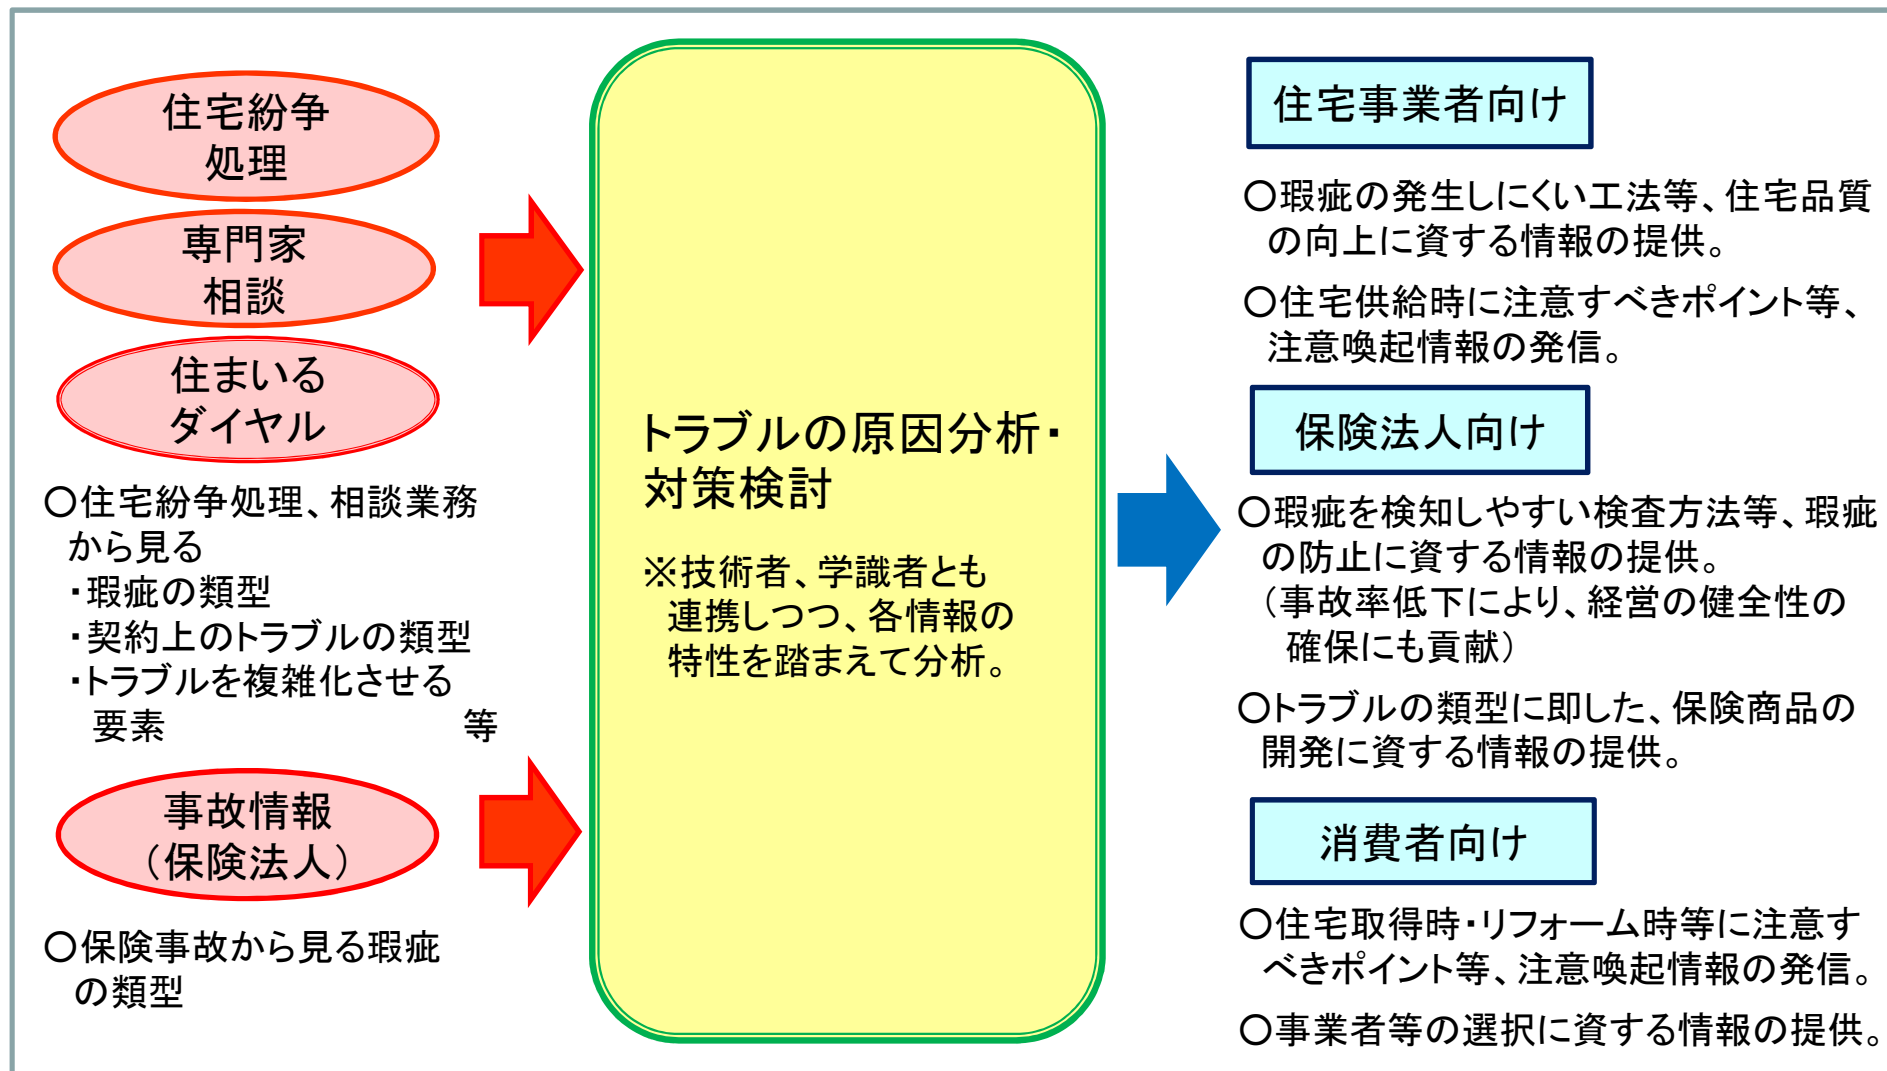 住宅紛争
処理
専門家
相談
住まいる
ダイヤル
○住宅紛争処理、相談業務
から見る
・瑕疵の類型
・契約上のトラブルの類型
・トラブルを複雑化させる
要素 等
事故情報
（保険法人）
○保険事故から見る瑕疵
の類型
トラブルの原因分析・
対策検討
※技術者、学識者とも
連携しつつ、各情報の
特性を踏まえて分析。
住宅事業者向け
○瑕疵の発生しにくい工法等、住宅品質
の向上に資する情報の提供。
○住宅供給時に注意すべきポイント等、
注意喚起情報の発信。
保険法人向け
○瑕疵を検知しやすい検査方法等、瑕疵
の防止に資する情報の提供。
（事故率低下により、経営の健全性の
確保にも貢献）
○トラブルの類型に即した、保険商品の
開発に資する情報の提供。
消費者向け
○住宅取得時・リフォーム時等に注意す
べきポイント等、注意喚起情報の発信。
○事業者等の選択に資する情報の提供。